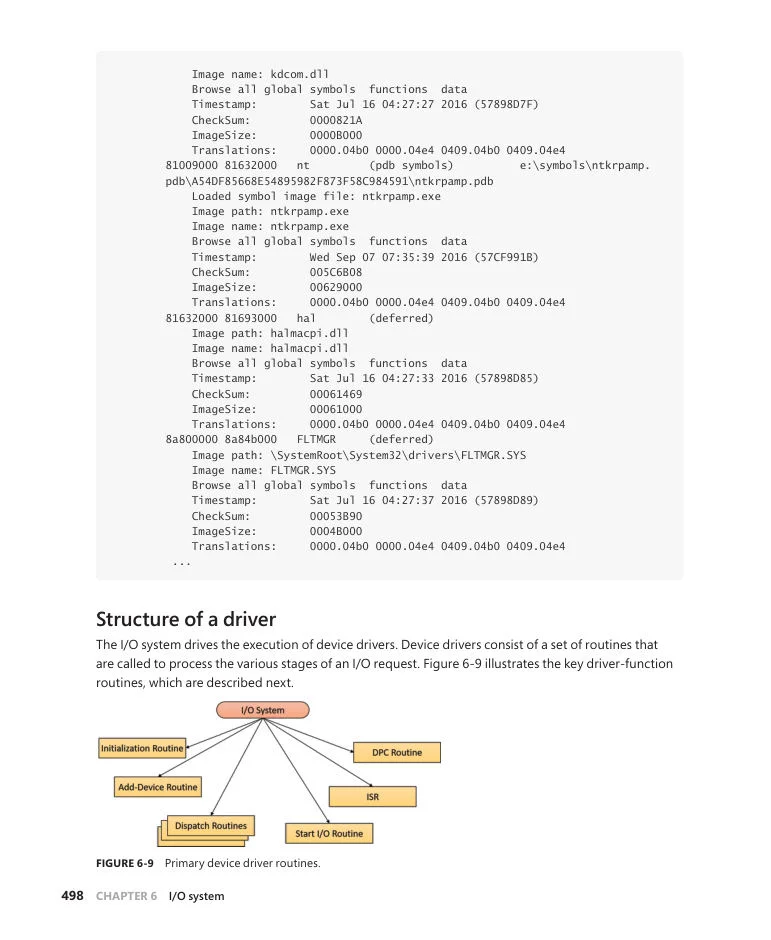 Image name: kdcom.dll
Browse all global symbols  functions  data
Timestamp:        Sat Jul 16 04:27:27 2016 (57898D7F)
CheckSum:         0000821A
ImageSize:        0000B000
Translations:     0000.04b0 0000.04e4 0409.04b0 0409.04e4
81009000 81632000   nt         (pdb symbols)          e:\symbols\ntkrpamp.
pdb\A54DF85668E54895982F873F58C984591\ntkrpamp.pdb
Loaded symbol image file: ntkrpamp.exe
Image path: ntkrpamp.exe
Image name: ntkrpamp.exe
Browse all global symbols  functions  data
Timestamp:        Wed Sep 07 07:35:39 2016 (57CF991B)
CheckSum:         005C6B08
ImageSize:        00629000
Translations:     0000.04b0 0000.04e4 0409.04b0 0409.04e4
81632000 81693000   hal        (deferred)
Image path: halmacpi.dll
Image name: halmacpi.dll
Browse all global symbols  functions  data
Timestamp:        Sat Jul 16 04:27:33 2016 (57898D85)
CheckSum:         00061469
ImageSize:        00061000
Translations:     0000.04b0 0000.04e4 0409.04b0 0409.04e4
8a800000 8a84b000   FLTMGR     (deferred)
Image path: \SystemRoot\System32\drivers\FLTMGR.SYS
Image name: FLTMGR.SYS
Browse all global symbols  functions  data
Timestamp:        Sat Jul 16 04:27:37 2016 (57898D89)
CheckSum:         00053B90
ImageSize:        0004B000
Translations:     0000.04b0 0000.04e4 0409.04b0 0409.04e4
...
Structure of a driver
The I/O system drives the execution of device drivers. Device drivers consist of a set of routines that
are called to process the various stages of an I/O request. Figure 6-9 illustrates the key driver-function
routines, which are described next.
I/O System
Initialization Routine
DPC Routine
Add-Device Routine
ISR
Dispatch Routines
Start I/O Routine
FIGURE 6-9 Primary device driver routines.
498 CHAPTER 6 I/O system